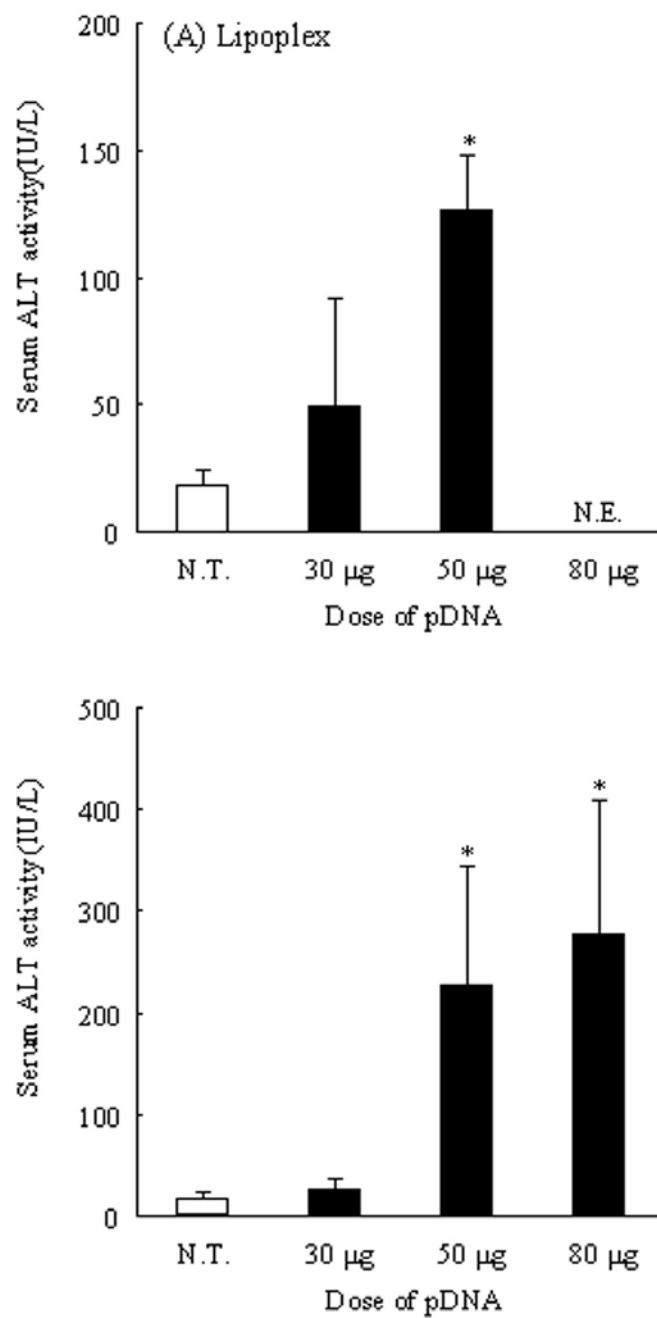 (A) Lipoplex
Serum ALT activity(IU/L)
200
150
100
50
0
*
N.E.
N.T. 30 μg 50 μg 80 μg
Dose of pDNA
Serum ALT activity(IU/L)
500
400
300
200
100
0
*
*
N.T. 30 μg 50 μg 80 μg
Dose of pDNA